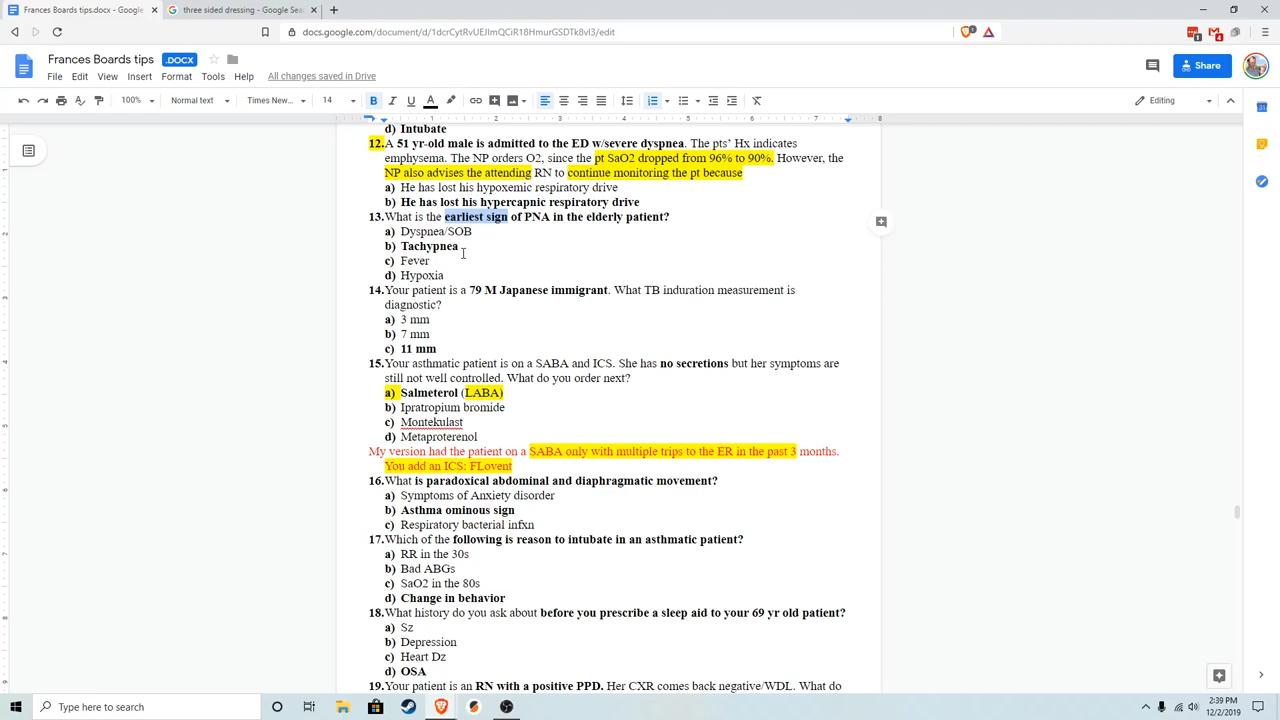 Frances Boards tips.docx - Google
three sided dressing - Google Sea
docs.google.com/document/d/1dcrCytRvUEJImQCiR18HmurGSDTk8vl3/edit
Frances Boards tips .DOCX
Share
File Edit View Insert Format Tools Help All changes saved in Drive
100% Normal text Times New... 14 B I U A Editing
1 2 3 4 5 6 7 8
d) Intubate
12.A 51 yr-old male is admitted to the ED w/severe dyspnea. The pts' Hx indicates
emphysema. The NP orders O2, since the pt SaO2 dropped from 96% to 90%. However, the
NP also advises the attending RN to continue monitoring the pt because
a) He has lost his hypoxemic respiratory drive
b) He has lost his hypercapnic respiratory drive
13.What is the earliest sign of PNA in the elderly patient?
a) Dyspnea/SOB
b) Tachypnea
c) Fever
d) Hypoxia
14.Your patient is a 79 M Japanese immigrant. What TB induration measurement is
diagnostic?
a) 3 mm
b) 7 mm
c) 11 mm
15.Your asthmatic patient is on a SABA and ICS. She has no secretions but her symptoms are
still not well controlled. What do you order next?
a) Salmeterol (LABA)
b) Ipratropium bromide
c) Montekulast
d) Metaproterenol
My version had the patient on a SABA only with multiple trips to the ER in the past 3 months.
You add an ICS: FLovent
16.What is paradoxical abdominal and diaphragmatic movement?
a) Symptoms of Anxiety disorder
b) Asthma ominous sign
c) Respiratory bacterial infxn
17.Which of the following is reason to intubate in an asthmatic patient?
a) RR in the 30s
b) Bad ABGs
c) SaO2 in the 80s
d) Change in behavior
18.What history do you ask about before you prescribe a sleep aid to your 69 yr old patient?
a) Sz
b) Depression
c) Heart Dz
d) OSA
19.Your patient is an RN with a positive PPD. Her CXR comes back negative/WDL. What do
Type here to search
2:39 PM
12/2/2019